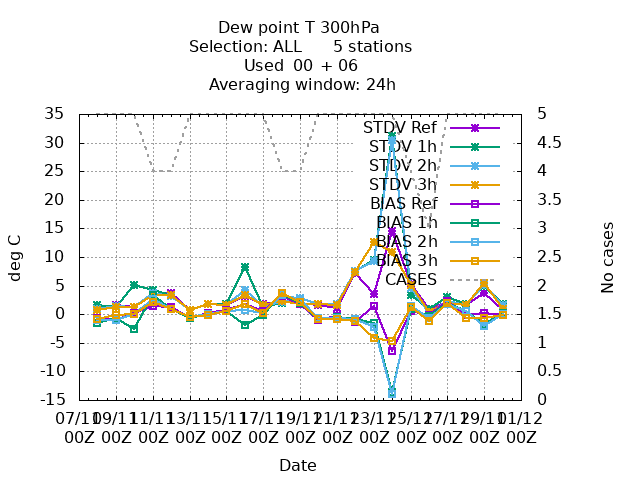 Dew point T 300hPa
Selection: ALL 5 stations
Used 00 + 06
Averaging window: 24h
35 5
30 4.5
25 4
20 3.5
15 3
10 2.5
5 2
0 1.5
-5 1
-10 0.5
-15 0
deg C
No cases
STDV Ref
STDV 1h
STDV 2h
STDV 3h
BIAS Ref
BIAS 1h
BIAS 2h
BIAS 3h
CASES
07/11 09/11 11/11 13/11 15/11 17/11 19/11 21/11 23/11 25/11 27/11 29/11 01/12
00Z 00Z 00Z 00Z 00Z 00Z 00Z 00Z 00Z 00Z 00Z 00Z 00Z
Date